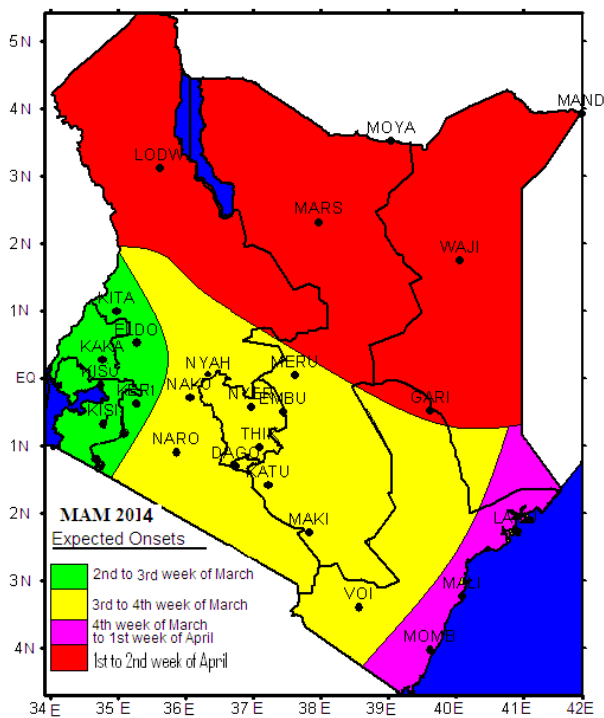 5 N
4 N
3 N
2 N
1 N
EQ
1 N
2 N
3 N
4 N
MAND
MOYA
LODW
MARS
WAJI
KITA
ELDO
KAKA
KISU
NYAH
MERU
NAKU
NYER
EMBU
KERI
KISI
GARI
THIK
NARO
DAGO
KATU
MAKI
VOI
MALI
MOMB
MAM 2014
Expected Onsets
2nd to 3rd week of March
3rd to 4th week of March
4th week of March
to 1st week of April
1st to 2nd week of April
34 E 35 E 36 E 37 E 38 E 39 E 40 E 41 E 42 E